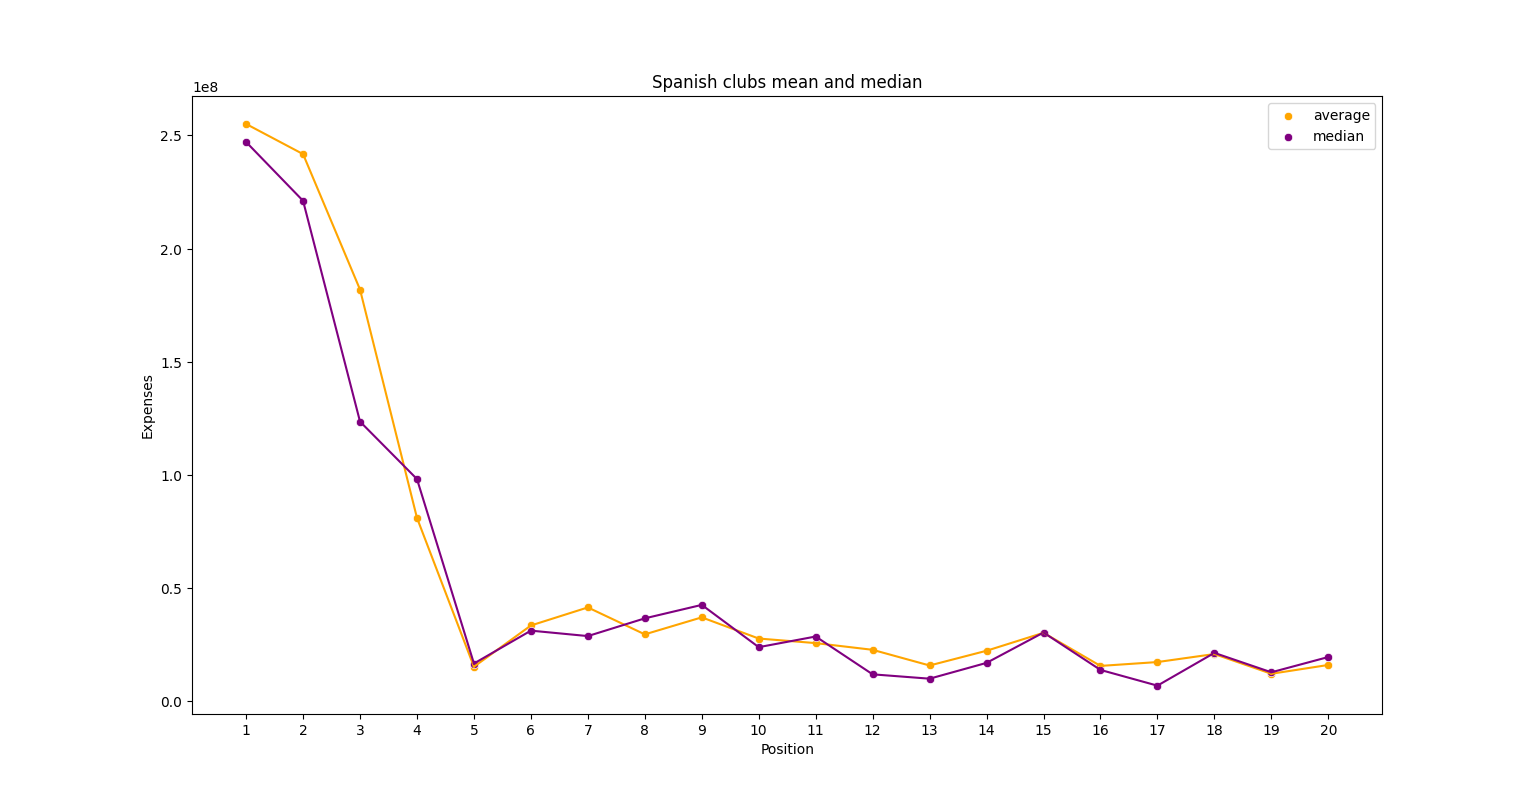 Spanish clubs mean and median
1e8
average
median
2.5
2.0
1.5
1.0
0.5
0.0
Expenses
1 2 3 4 5 6 7 8 9 10 11 12 13 14 15 16 17 18 19 20
Position